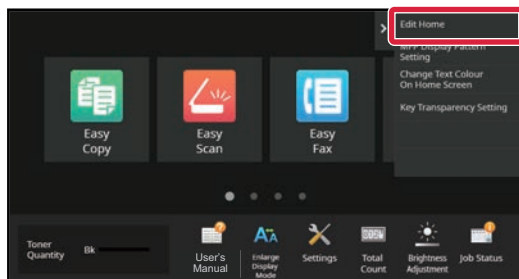 Edit Home
MFP Display Pattern
Setting
Change Text Colour
On Home Screen
Key Transparency Setting
Easy
Copy
Easy
Scan
Easy
Fax
Toner
Quantity
Bk
User's
Manual
Enlarge
Display
Mode
Settings
Total
Count
Brightness
Adjustment
Job Status